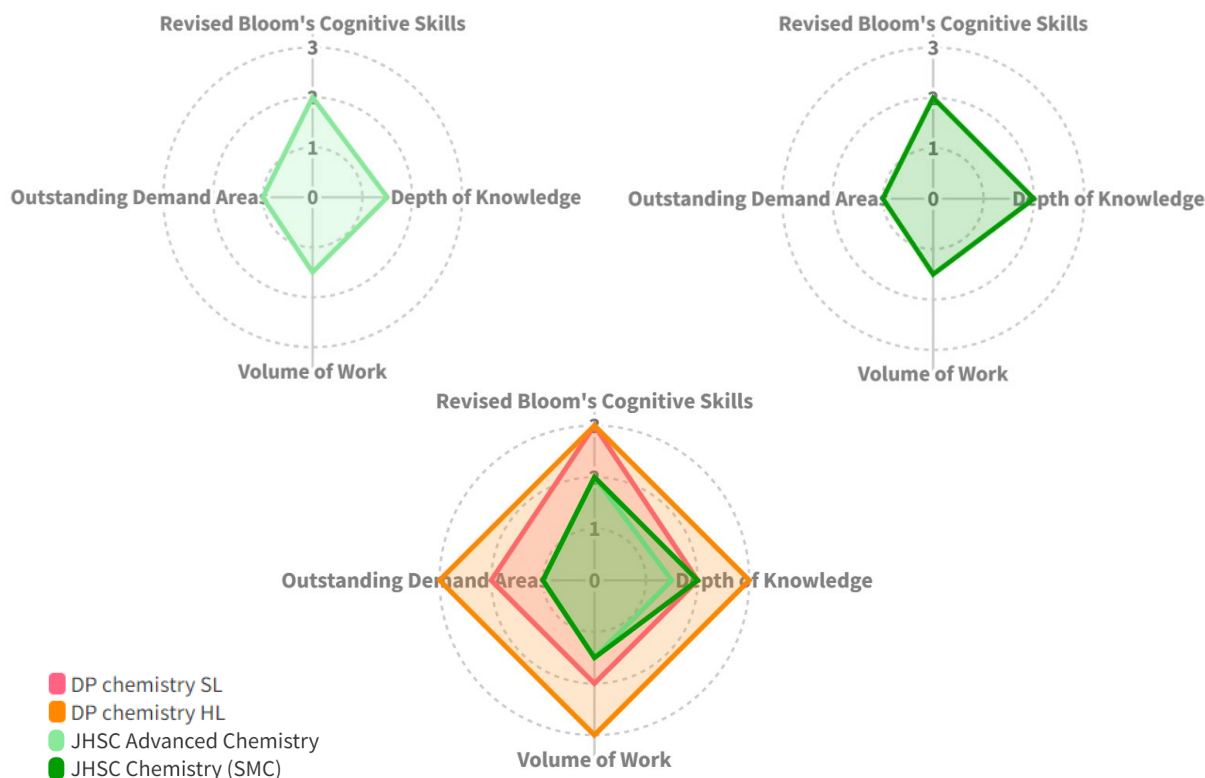 Revised Bloom's Cognitive Skills
3
2
1
Outstanding Demand Areas
0
Depth of Knowledge
Volume of Work
Revised Bloom's Cognitive Skills
3
2
1
Outstanding Demand Areas
0
Depth of Knowledge
Volume of Work
Revised Bloom's Cognitive Skills
3
2
1
Outstanding Demand Areas
0
Depth of Knowledge
Volume of Work
DP chemistry SL
DP chemistry HL
JHSC Advanced Chemistry
JHSC Chemistry (SMC)